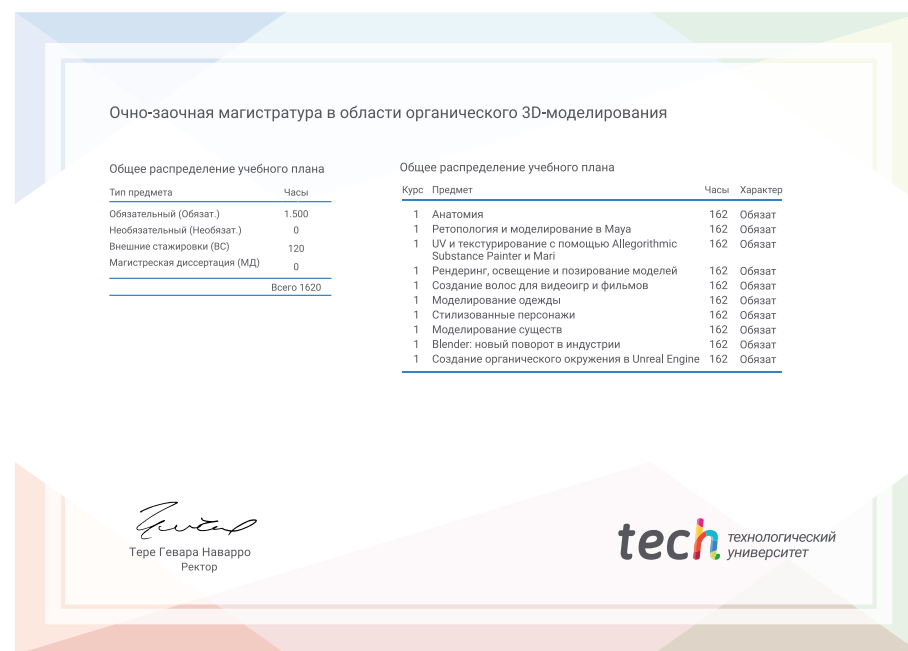 Очно-заочная магистратура в области органического 3D-моделирования
Общее распределение учебного плана
Тип предмета Часы
Обязательный (Обязат.) 1.500
Необязательный (Необязат.) 0
Внешние стажировки (ВС) 120
Магистреская диссертация (МД) 0
Всего 1620
Общее распределение учебного плана
Курс Предмет Часы Характер
1 Анатомия 162 Обязат
1 Ретопология и моделирование в Maya 162 Обязат
1 UV и текстурирование с помощью Allegorithmic 162 Обязат
Substance Painter и Mari
1 Рендеринг, освещение и позирование моделей 162 Обязат
1 Создание волос для видеоигр и фильмов 162 Обязат
1 Моделирование одежды 162 Обязат
1 Стилизованные персонажи 162 Обязат
1 Моделирование существ 162 Обязат
1 Blender: новый поворот в индустрии 162 Обязат
1 Создание органического окружения в Unreal Engine 162 Обязат
Тере Гевара Наварро
Ректор
tech технологический
университет